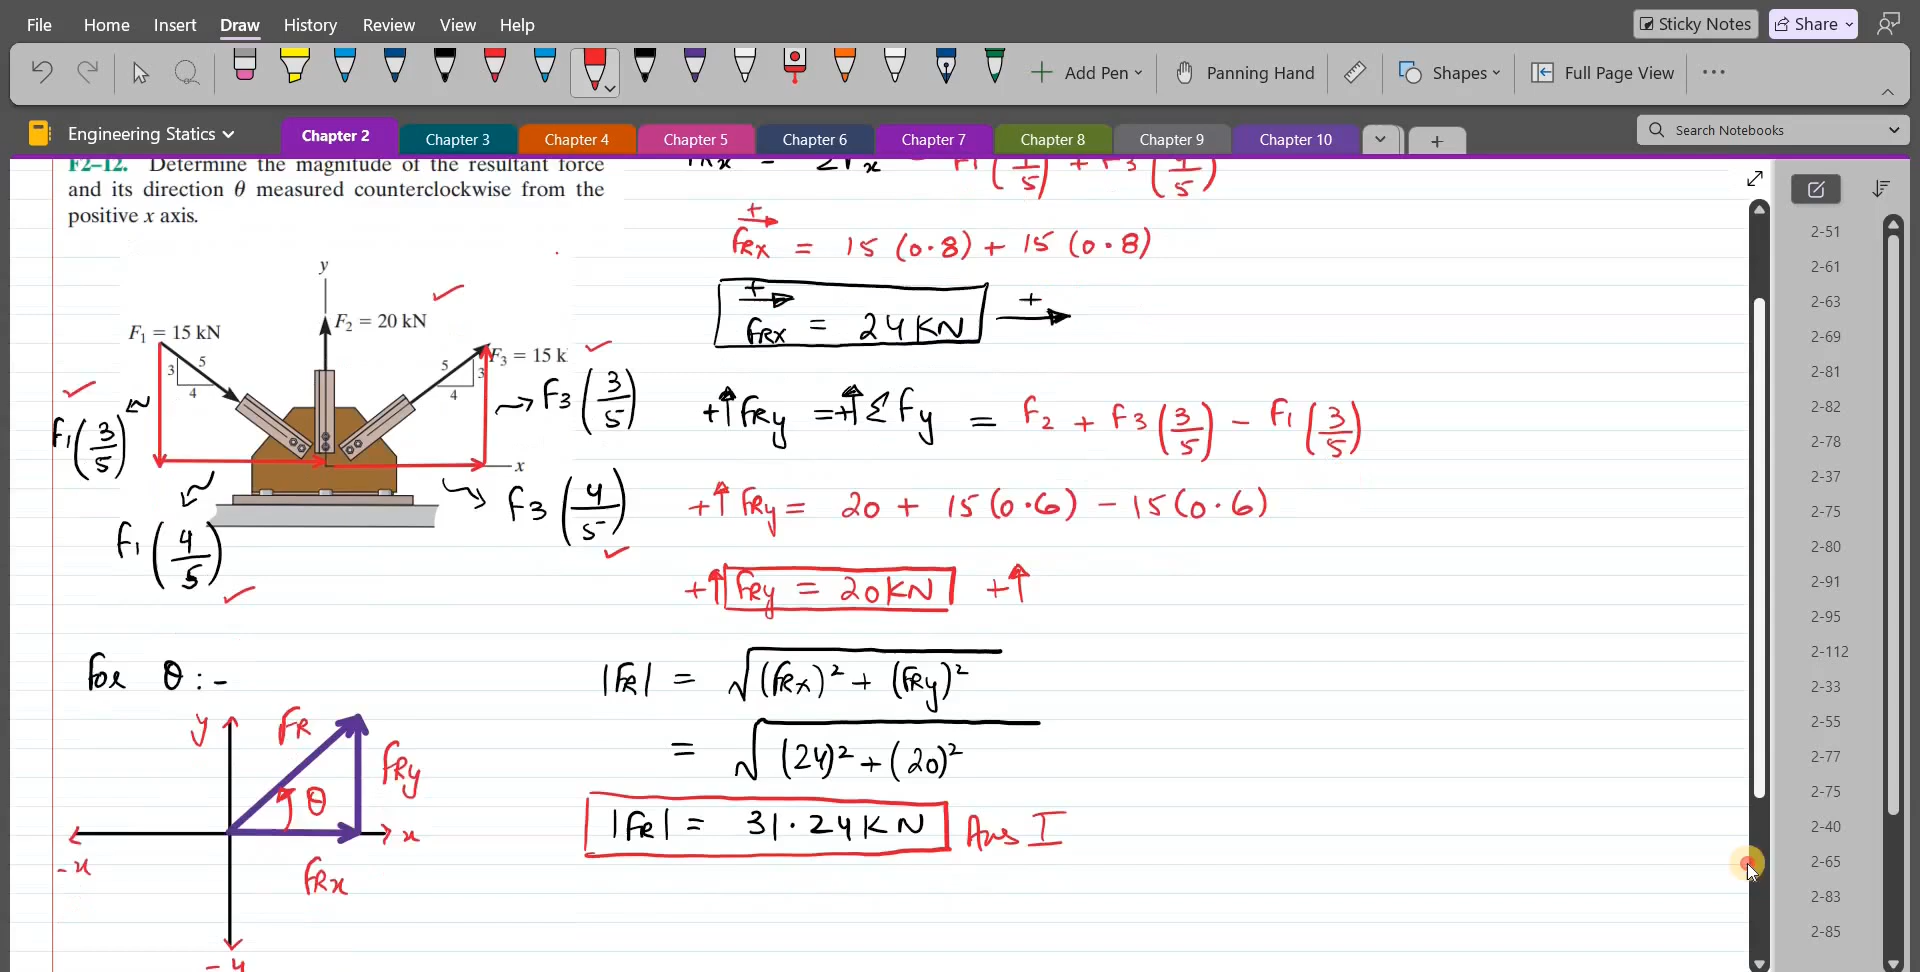 File Home Insert Draw History Review View Help
Sticky Notes Share
Add Pen Panning Hand Shapes Full Page View
Engineering Statics Chapter 2 Chapter 3 Chapter 4 Chapter 5 Chapter 6 Chapter 7 Chapter 8 Chapter 9 Chapter 10
Search Notebooks
F2–12. Determine the magnitude of the resultant force
and its direction θ measured counterclockwise from the
positive x axis.
y
F₁ = 15 kN
F₂ = 20 kN
F₃ = 15 k
3 5 4
5 3 4
x
F₁(3/5)
F₁(4/5)
F₃(3/5)
F₃(4/5)
+→ FRx = 15 (0.8) + 15 (0.8)
+→ FRx = 24KN +→
+↑ FRy = +↑ Σ Fy = F2 + F3 (3/5) - F1 (3/5)
+↑ FRy = 20 + 15(0.6) - 15(0.6)
+↑ FRy = 20KN +↑
For θ :-
y
FR
FRy
θ
x
-x
FRx
-y
|FR| = √(FRx)² + (FRy)²
= √(24)² + (20)²
|FR| = 31.24KN Ans I
2-51
2-61
2-63
2-69
2-81
2-82
2-78
2-37
2-75
2-80
2-91
2-95
2-112
2-33
2-55
2-77
2-75
2-40
2-65
2-83
2-85